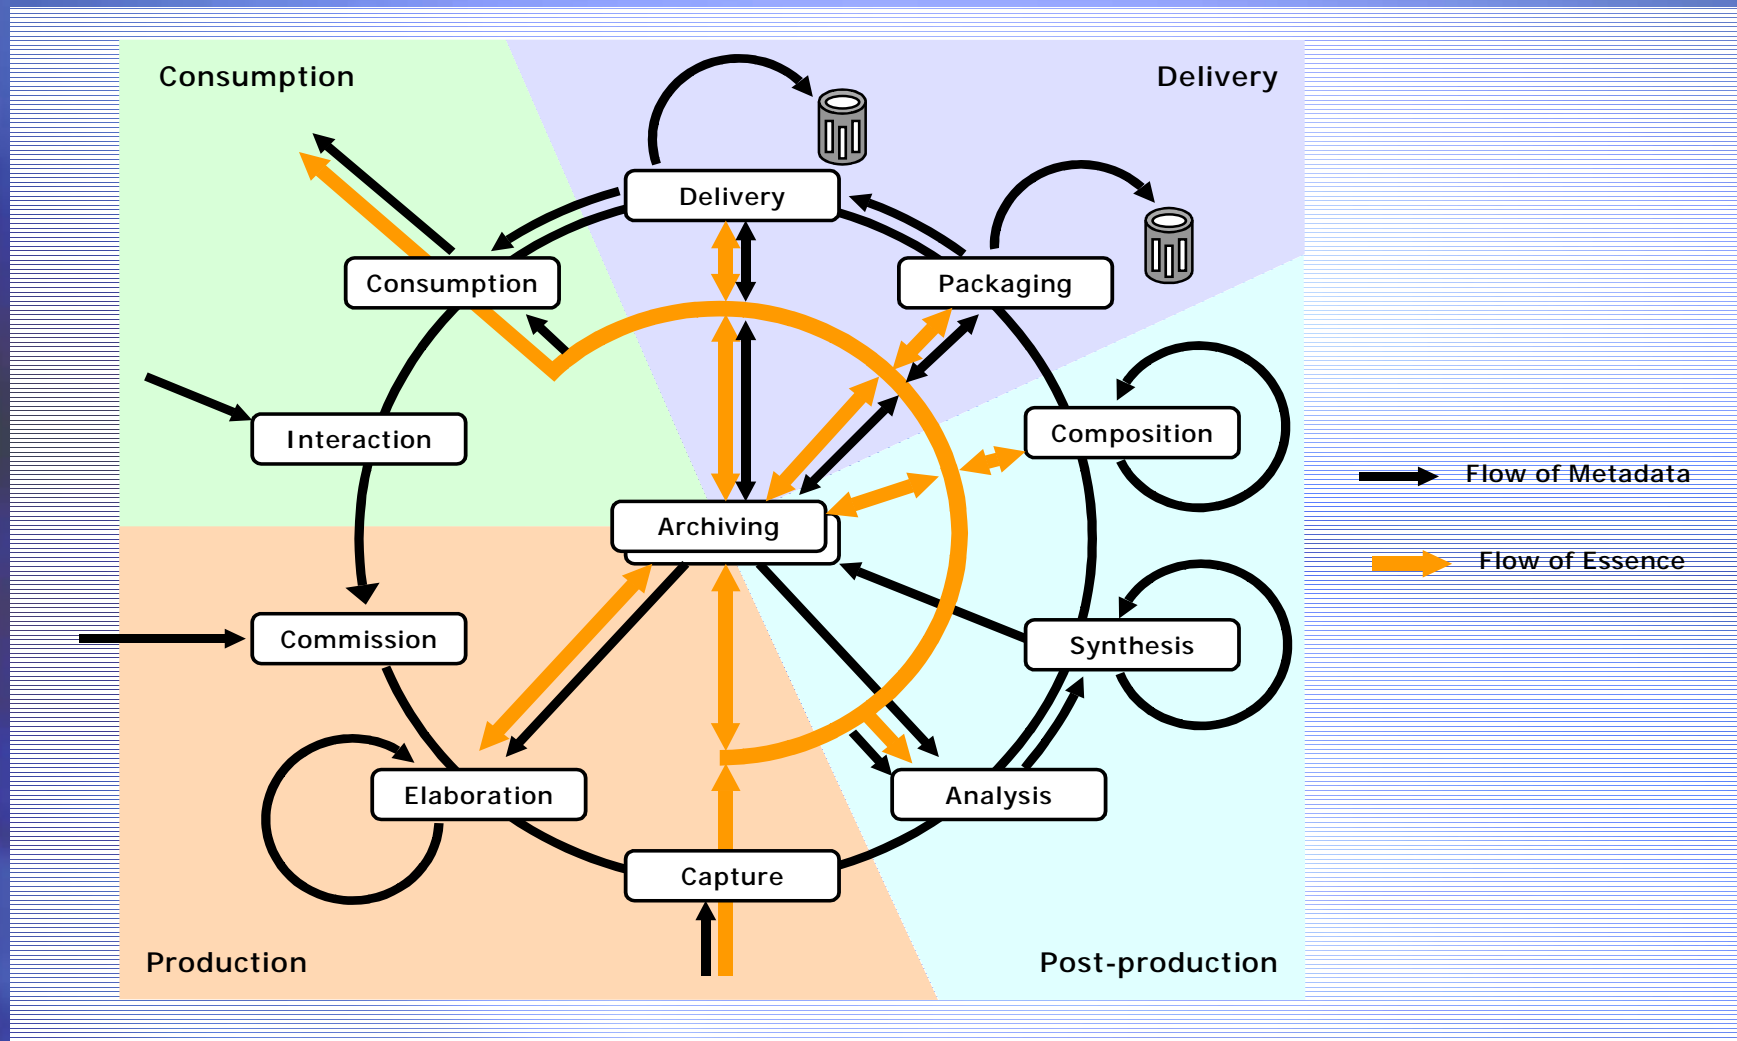 Consumption
Delivery
Delivery
Consumption
Packaging
Interaction
Composition
Flow of Metadata
Archiving
Flow of Essence
Commission
Synthesis
Elaboration
Analysis
Capture
Production
Post-production